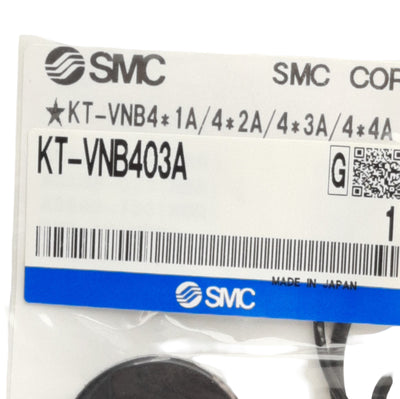 SMC SMC COR
★KT-VNB4*1A/4*2A/4*3A/4*4A
KT-VNB403A G
1
MADE IN JAPAN
SMC